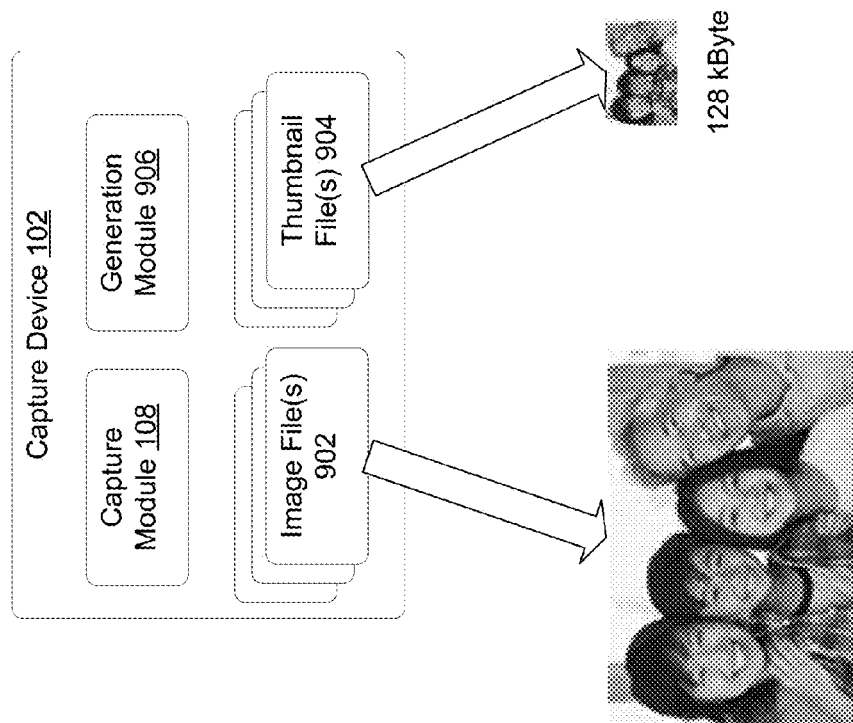 Capture Device 102
Capture
Module 108
Generation
Module 906
Image File(s)
902
Thumbnail
File(s) 904
128 kByte